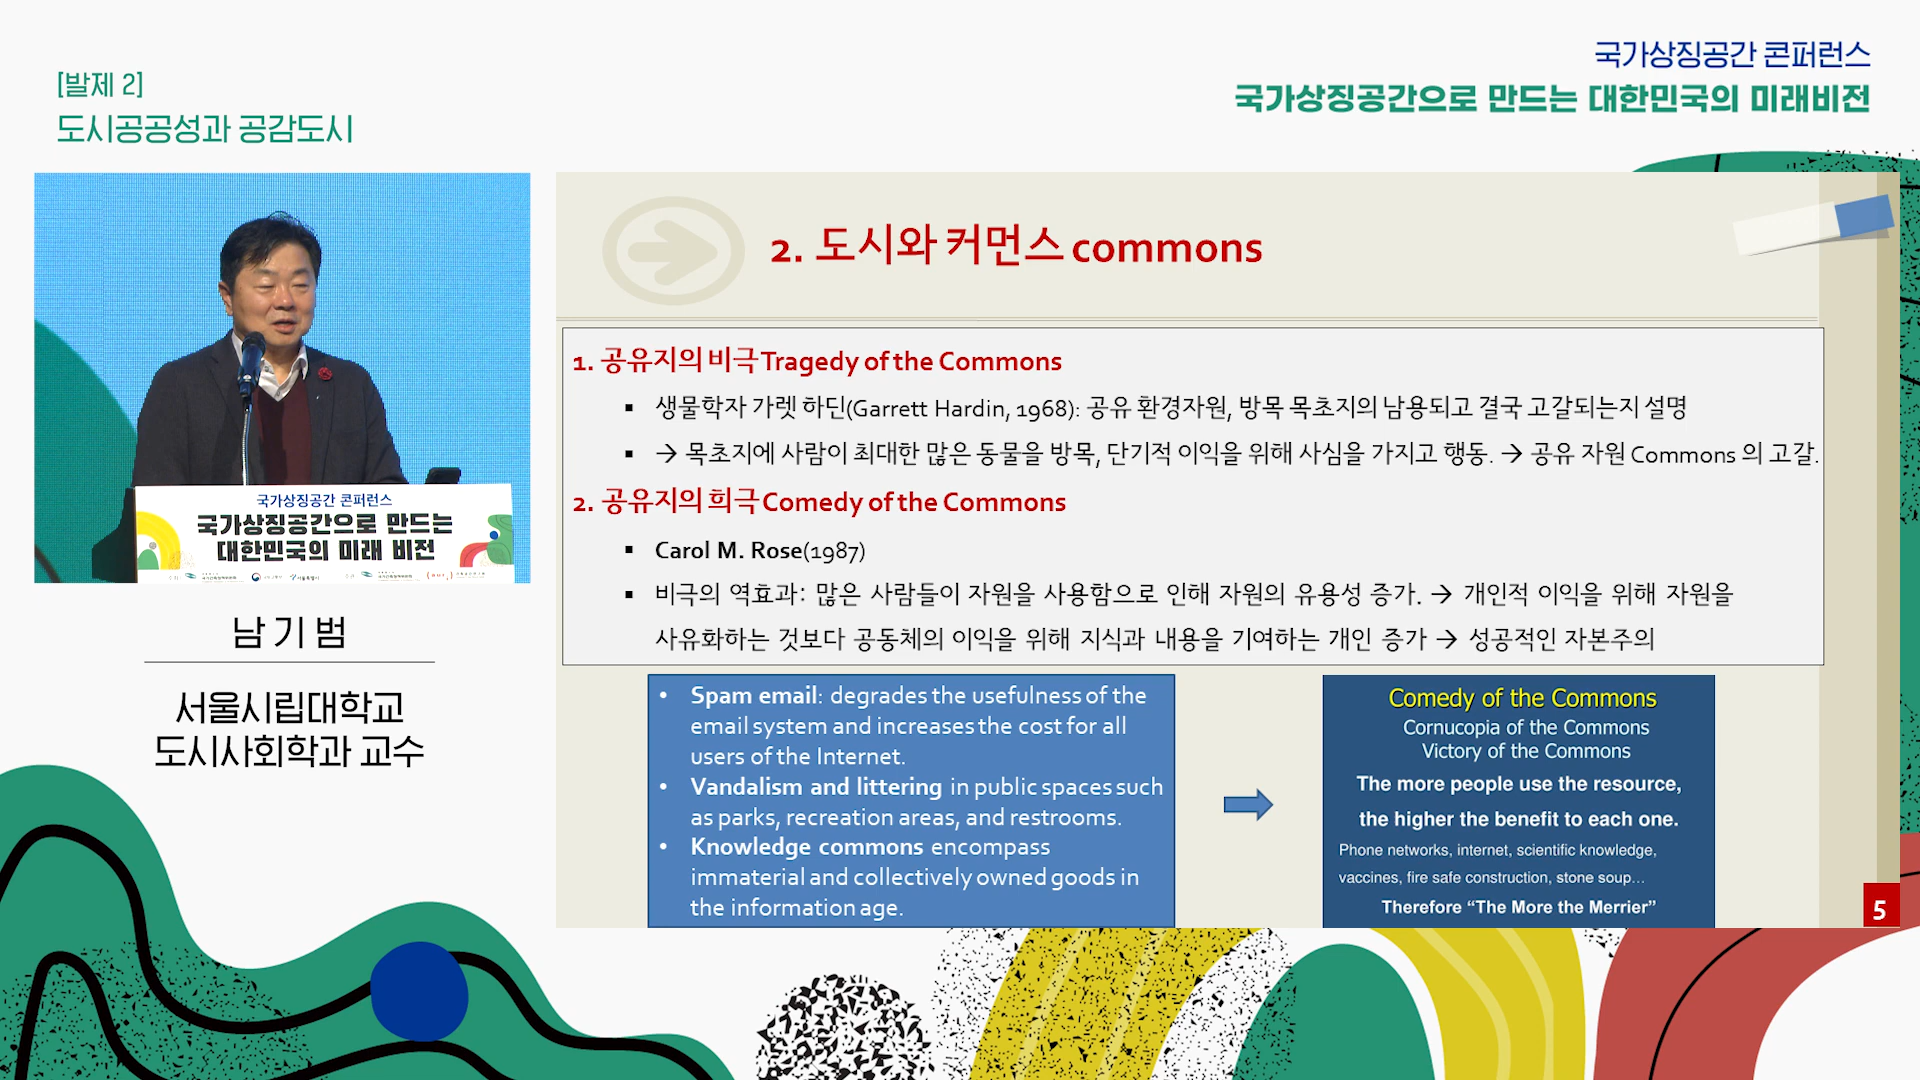 [발제 2]
도시공공성과 공감도시
국가상징공간 콘퍼런스
국가상징공간으로 만드는 대한민국의 미래비전
국가상징공간 콘퍼런스
국가상징공간으로 만드는
대한민국의 미래 비전
남기범
서울시립대학교
도시사회학과 교수
2. 도시와 커먼스 commons
1. 공유지의 비극Tragedy of the Commons
▪ 생물학자 가렛 하딘(Garrett Hardin, 1968): 공유 환경자원, 방목 목초지의 남용되고 결국 고갈되는지 설명
▪ → 목초지에 사람이 최대한 많은 동물을 방목, 단기적 이익을 위해 사심을 가지고 행동. → 공유 자원 Commons 의 고갈.
2. 공유지의 희극Comedy of the Commons
▪ Carol M. Rose(1987)
▪ 비극의 역효과: 많은 사람들이 자원을 사용함으로 인해 자원의 유용성 증가. → 개인적 이익을 위해 자원을
사유화하는 것보다 공동체의 이익을 위해 지식과 내용을 기여하는 개인 증가 → 성공적인 자본주의
• Spam email: degrades the usefulness of the
email system and increases the cost for all
users of the Internet.
• Vandalism and littering in public spaces such
as parks, recreation areas, and restrooms.
• Knowledge commons encompass
immaterial and collectively owned goods in
the information age.
Comedy of the Commons
Cornucopia of the Commons
Victory of the Commons
The more people use the resource,
the higher the benefit to each one.
Phone networks, internet, scientific knowledge,
vaccines, fire safe construction, stone soup...
Therefore “The More the Merrier”
5